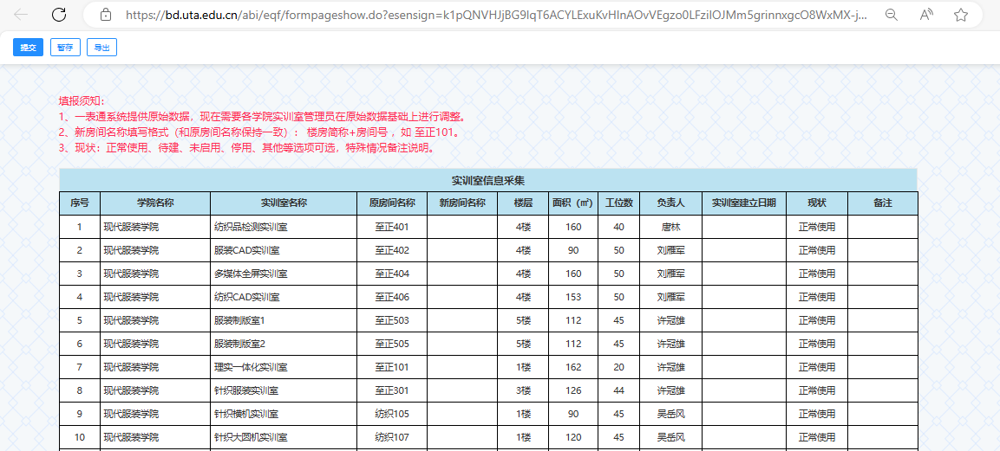 https://bd.uta.edu.cn/abi/eqf/formpageshow.do?esensign=k1pQNVHJjBG9IqT6ACYLExuKvHInAOvVEgzo0LFziIOJMm5grinnxgcO8WxMX-j...
提交 暂存 导出
填报须知：
1、一表通系统提供原始数据，现在需要各学院实训室管理员在原始数据基础上进行调整。
2、新房间名称填写格式（和原房间名称保持一致）： 楼房简称+房间号 ，如 至正101。
3、现状：正常使用、待建、未启用、停用、其他等选项可选，特殊情况备注说明。
实训室信息采集
序号 学院名称 实训室名称 原房间名称 新房间名称 楼层 面积（㎡） 工位数 负责人 实训室建立日期 现状 备注
1 现代服装学院 纺织品检测实训室 至正401 4楼 160 40 唐林 正常使用
2 现代服装学院 服装CAD实训室 至正402 4楼 90 50 刘雁军 正常使用
3 现代服装学院 多媒体全屏实训室 至正404 4楼 160 50 刘雁军 正常使用
4 现代服装学院 纺织CAD实训室 至正406 4楼 153 50 刘雁军 正常使用
5 现代服装学院 服装制版室1 至正503 5楼 112 45 许冠雄 正常使用
6 现代服装学院 服装制版室2 至正505 5楼 112 45 许冠雄 正常使用
7 现代服装学院 理实一体化实训室 至正101 1楼 162 20 许冠雄 正常使用
8 现代服装学院 针织服装实训室 至正301 3楼 126 44 许冠雄 正常使用
9 现代服装学院 针织横机实训室 纺织105 1楼 90 45 吴岳风 正常使用
10 现代服装学院 针织大圆机实训室 纺织107 1楼 120 45 吴岳风 正常使用